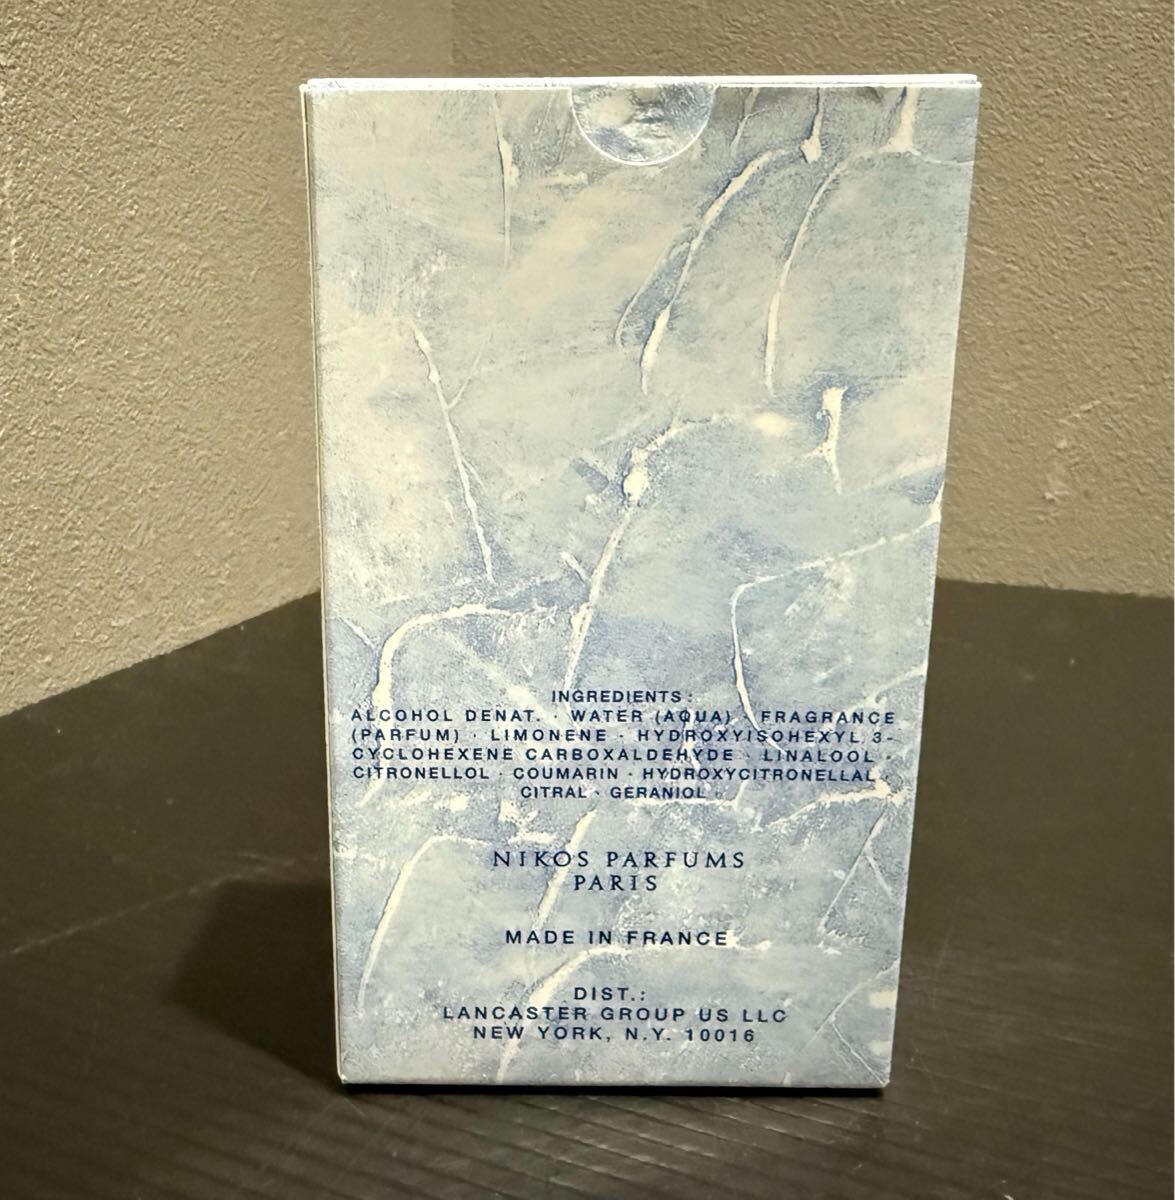 INGREDIENTS:
ALCOHOL DENAT. · WATER (AQUA) · FRAGRANCE
(PARFUM) · LIMONENE · HYDROXYISOHEXYL 3-
CYCLOHEXENE CARBOXALDEHYDE · LINALOOL ·
CITRONELLOL · COUMARIN · HYDROXYCITRONELLAL ·
CITRAL · GERANIOL
NIKOS PARFUMS
PARIS
MADE IN FRANCE
DIST.:
LANCASTER GROUP US LLC
NEW YORK, N.Y. 10016